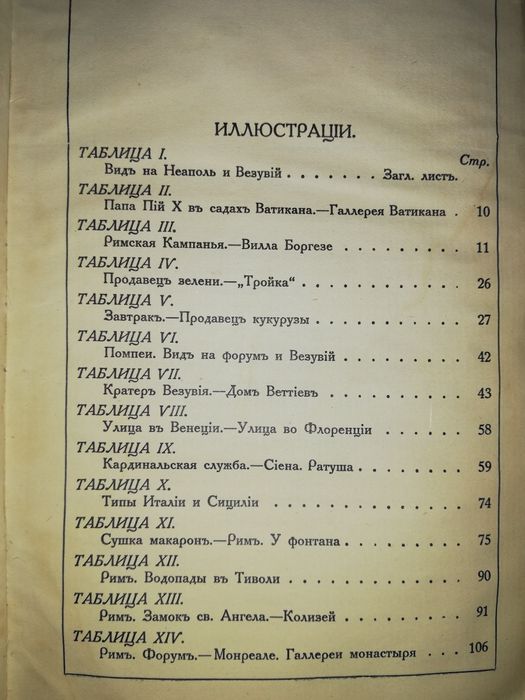 ИЛЛЮСТРАЦІИ.
Стр.
ТАБЛИЦА I.
Видъ на Неаполь и Везувій . . . . . . . Загл. листъ.
ТАБЛИЦА II.
Папа Пій X въ садахъ Ватикана.—Галлерея Ватикана . 10
ТАБЛИЦА III.
Римская Кампанья.—Вилла Боргезе . . . . . . . . . 11
ТАБЛИЦА IV.
Продавецъ зелени.—„Тройка“ . . . . . . . . . . . . 26
ТАБЛИЦА V.
Завтракъ.—Продавецъ кукурузы . . . . . . . . . . . 27
ТАБЛИЦА VI.
Помпеи. Видъ на форумъ и Везувій . . . . . . . . . 42
ТАБЛИЦА VII.
Кратеръ Везувія.—Домъ Веттіевъ . . . . . . . . . . 43
ТАБЛИЦА VIII.
Улица въ Венеціи.—Улица во Флоренціи . . . . . . . 58
ТАБЛИЦА IX.
Кардинальская служба.—Сіена. Ратуша . . . . . . . . 59
ТАБЛИЦА X.
Типы Италіи и Сициліи . . . . . . . . . . . . . 74
ТАБЛИЦА XI.
Сушка макаронъ.—Римъ. У фонтана . . . . . . . . . 75
ТАБЛИЦА XII.
Римъ. Водопады въ Тиволи . . . . . . . . . . . . 90
ТАБЛИЦА XIII.
Римъ. Замокъ св. Ангела.—Колизей . . . . . . . . . 91
ТАБЛИЦА XIV.
Римъ. Форумъ.—Монреале. Галлереи монастыря . . . 106